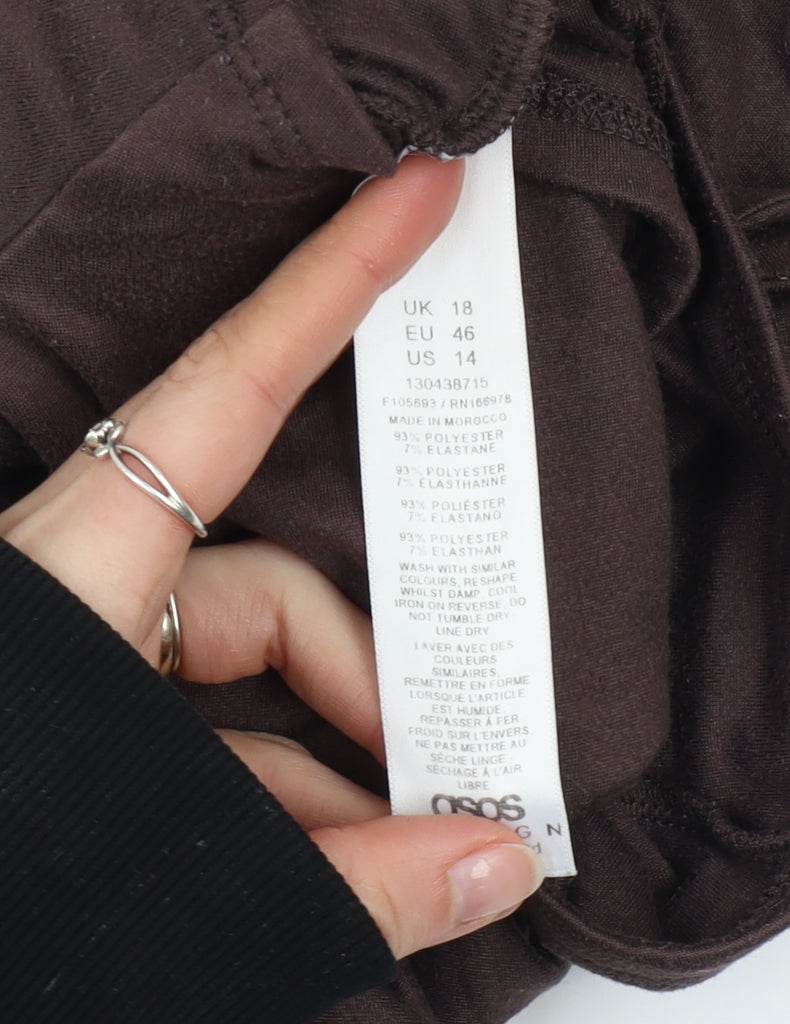 UK 18
EU 46
US 14
130438715
F105693 / RN166978
MADE IN MOROCCO
93% POLYESTER
7% ELASTANE
93% POLYESTER
7% ÉLASTHANNE
93% POLIÉSTER
7% ELASTANO
93% POLYESTER
7% ELASTHAN
WASH WITH SIMILAR
COLOURS, RESHAPE
WHILST DAMP. COOL
IRON ON REVERSE, DO
NOT TUMBLE DRY
LINE DRY
LAVER AVEC DES
COULEURS
SIMILAIRES,
REMETTRE EN FORME
LORSQUE L'ARTICLE
EST HUMIDE.
REPASSER À FER
FROID SUR L'ENVERS,
NE PAS METTRE AU
SÈCHE LINGE
SÉCHAGE À L'AIR
LIBRE
asos
G N